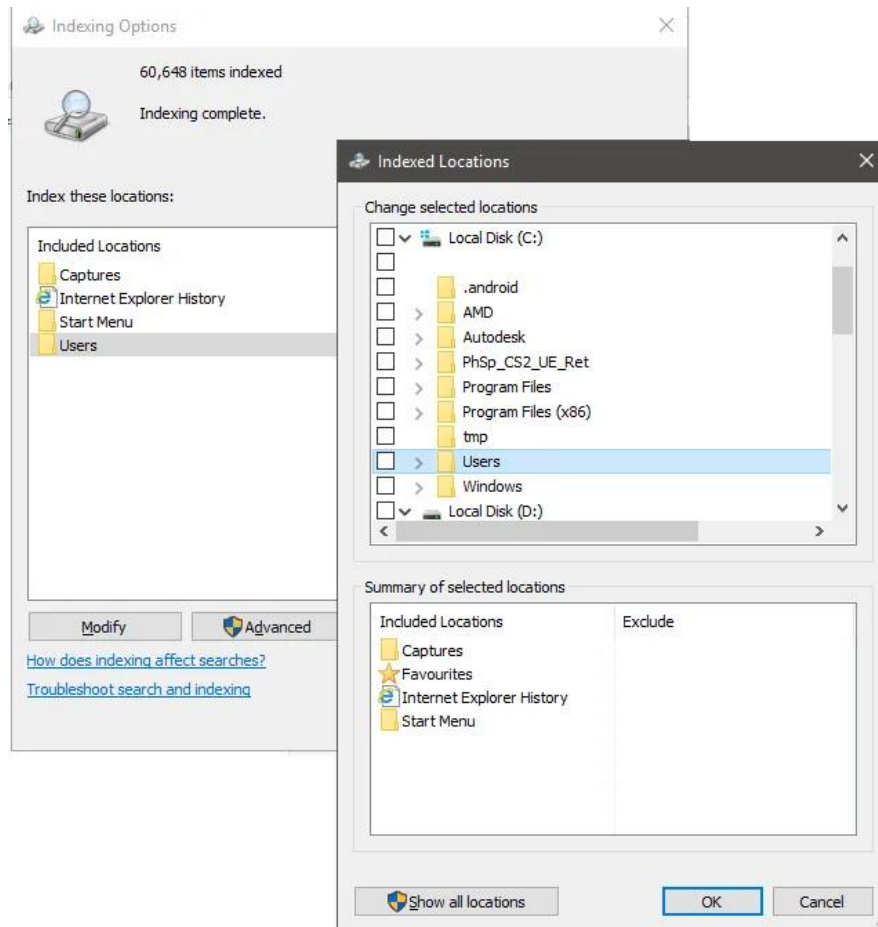 Indexing Options
60,648 items indexed
Indexing complete.
Index these locations:
Included Locations
Captures
Internet Explorer History
Start Menu
Users
Modify
Advanced
How does indexing affect searches?
Troubleshoot search and indexing
Indexed Locations
Change selected locations
Local Disk (C:)
.android
AMD
Autodesk
PhSp_CS2_UE_Ret
Program Files
Program Files (x86)
tmp
Users
Windows
Local Disk (D:)
Summary of selected locations
Included Locations Exclude
Captures
Favourites
Internet Explorer History
Start Menu
Show all locations
OK
Cancel